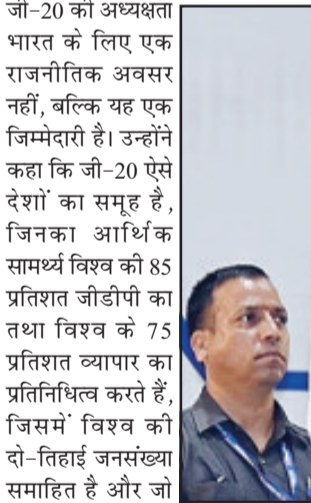 जी-20 की अध्यक्षता
भारत के लिए एक
राजनीतिक अवसर
नहीं, बल्कि यह एक
जिम्मेदारी है। उन्होंने
कहा कि जी-20 ऐसे
देशों का समूह है,
जिनका आर्थिक
सामर्थ्य विश्व की 85
प्रतिशत जीडीपी का
तथा विश्व के 75
प्रतिशत व्यापार का
प्रतिनिधित्व करते हैं,
जिसमें विश्व की
दो-तिहाई जनसंख्या
समाहित है और जो